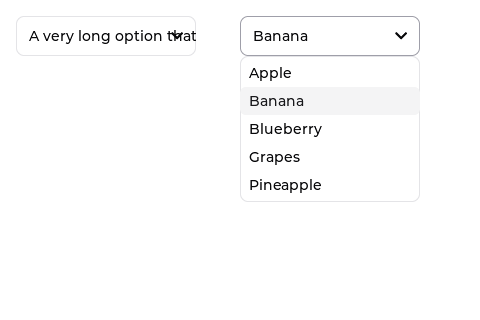 A very long option that
Banana
Apple
Banana
Blueberry
Grapes
Pineapple